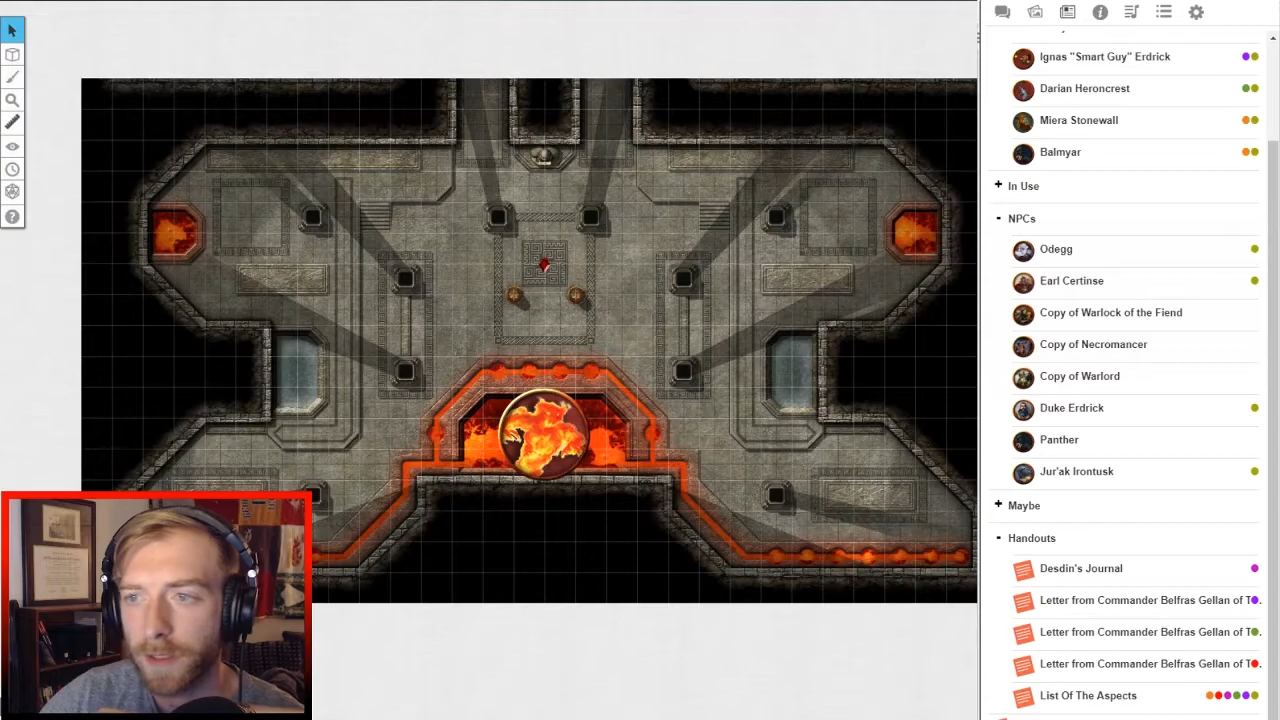 Ignas "Smart Guy" Erdrick
Darian Heroncrest
Miera Stonewall
Balmyar
+ In Use
- NPCs
Odegg
Earl Certinse
Copy of Warlock of the Fiend
Copy of Necromancer
Copy of Warlord
Duke Erdrick
Panther
Jur'ak Irontusk
+ Maybe
- Handouts
Desdin's Journal
Letter from Commander Belfras Gellan of T
Letter from Commander Belfras Gellan of T
Letter from Commander Belfras Gellan of T
List Of The Aspects